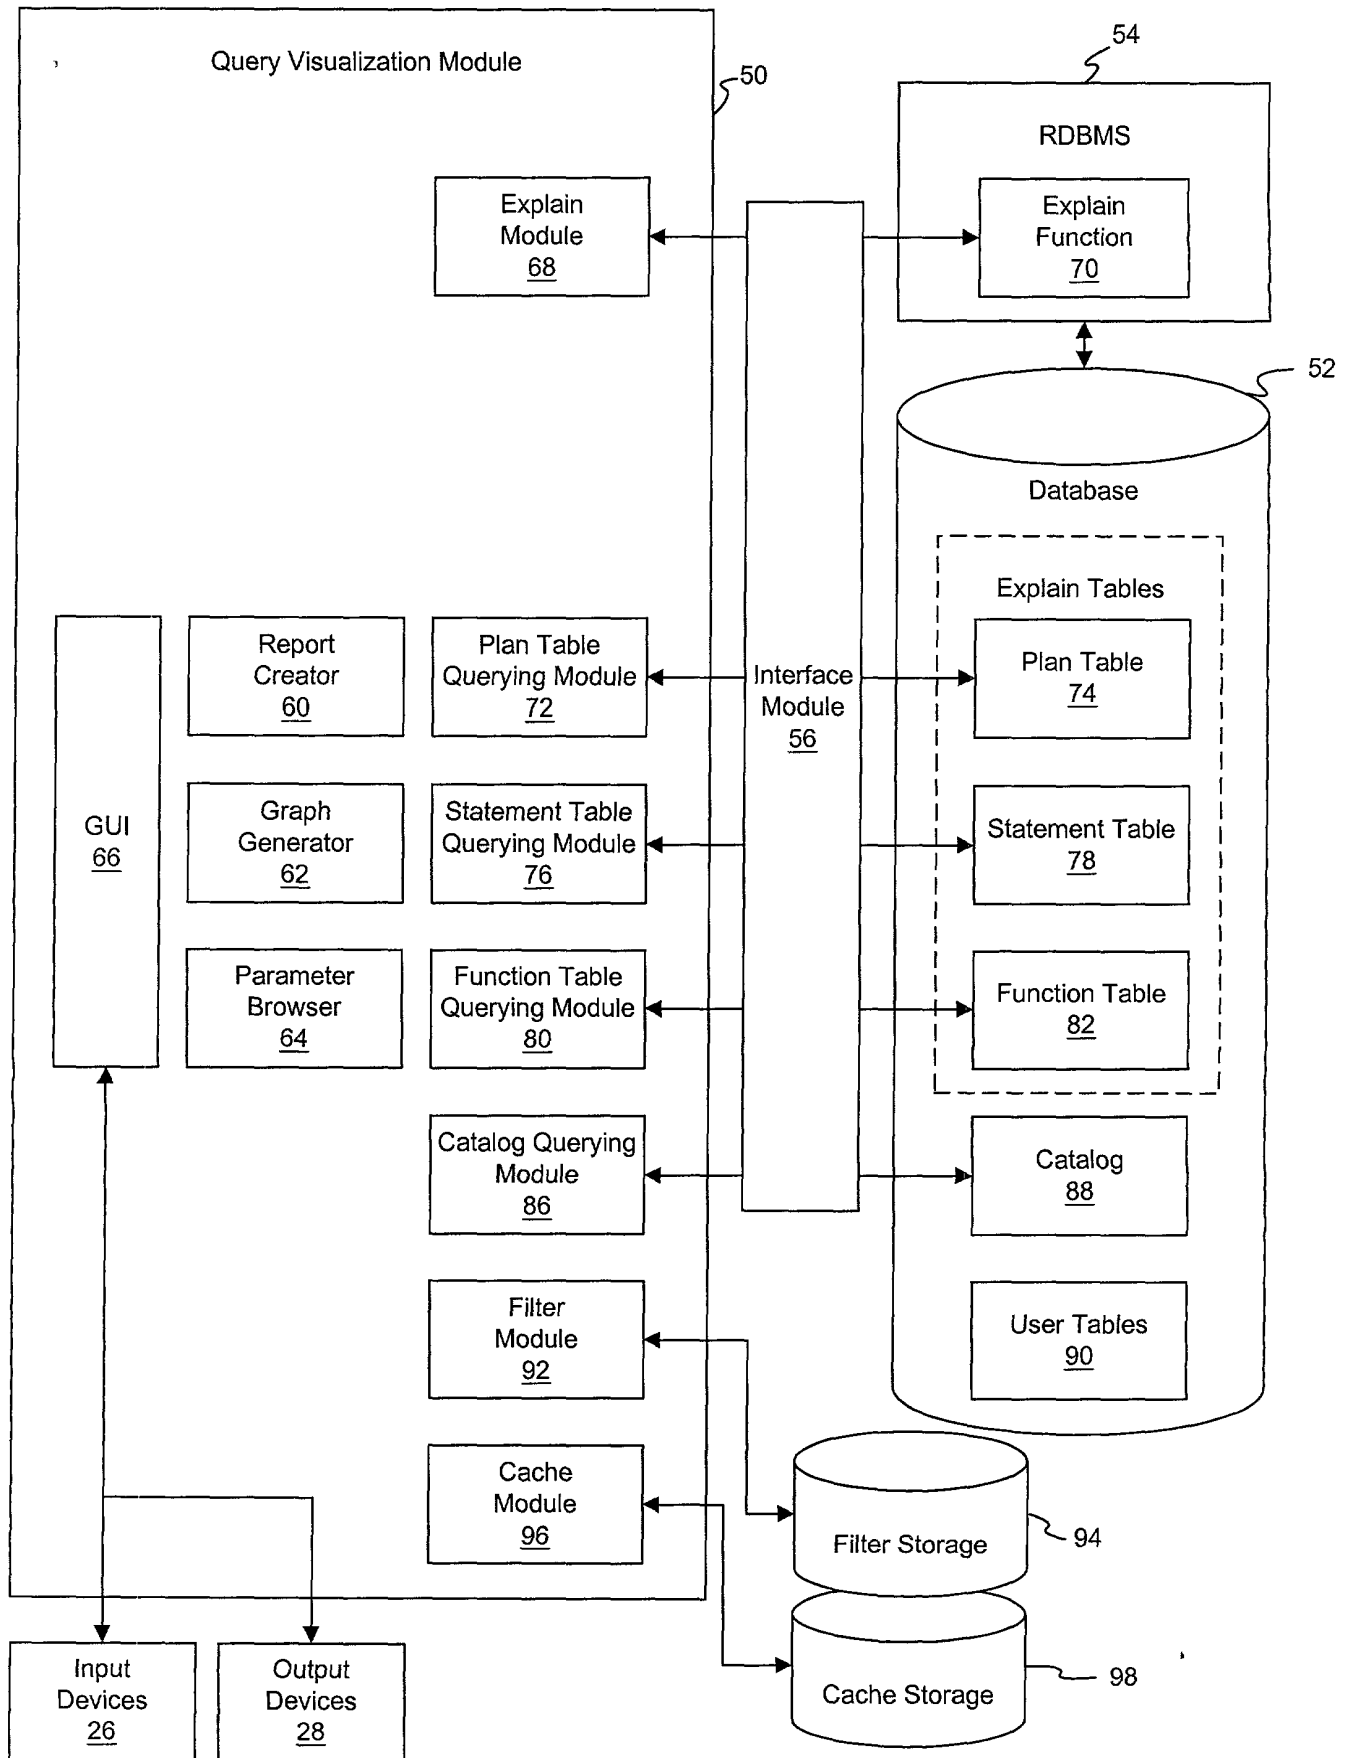 Query Visualization Module
50
54
RDBMS
Explain
Module
68
Explain
Function
70
52
Database
Explain Tables
GUI
66
Report
Creator
60
Plan Table
Querying Module
72
Interface
Module
56
Plan Table
74
Graph
Generator
62
Statement Table
Querying Module
76
Statement Table
78
Parameter
Browser
64
Function Table
Querying Module
80
Function Table
82
Catalog Querying
Module
86
Catalog
88
Filter
Module
92
User Tables
90
Cache
Module
96
Filter Storage
94
Input
Devices
26
Output
Devices
28
Cache Storage
98